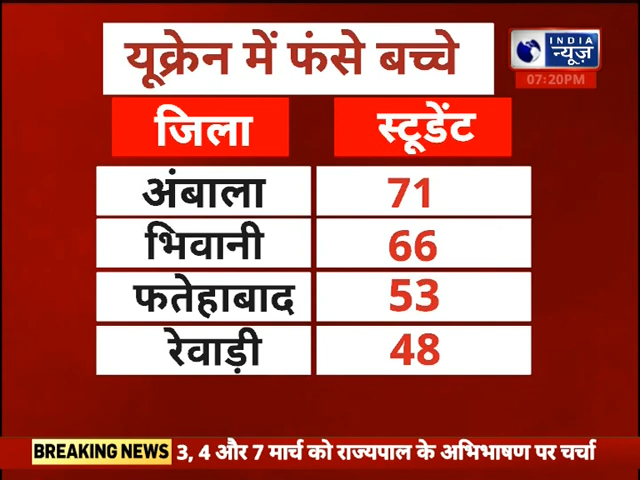 यूक्रेन में फंसे बच्चे
INDIA
न्यूज़
07:20PM
जिला स्टूडेंट
अंबाला 71
भिवानी 66
फतेहाबाद 53
रेवाड़ी 48
BREAKING NEWS 3, 4 और 7 मार्च को राज्यपाल के अभिभाषण पर चर्चा